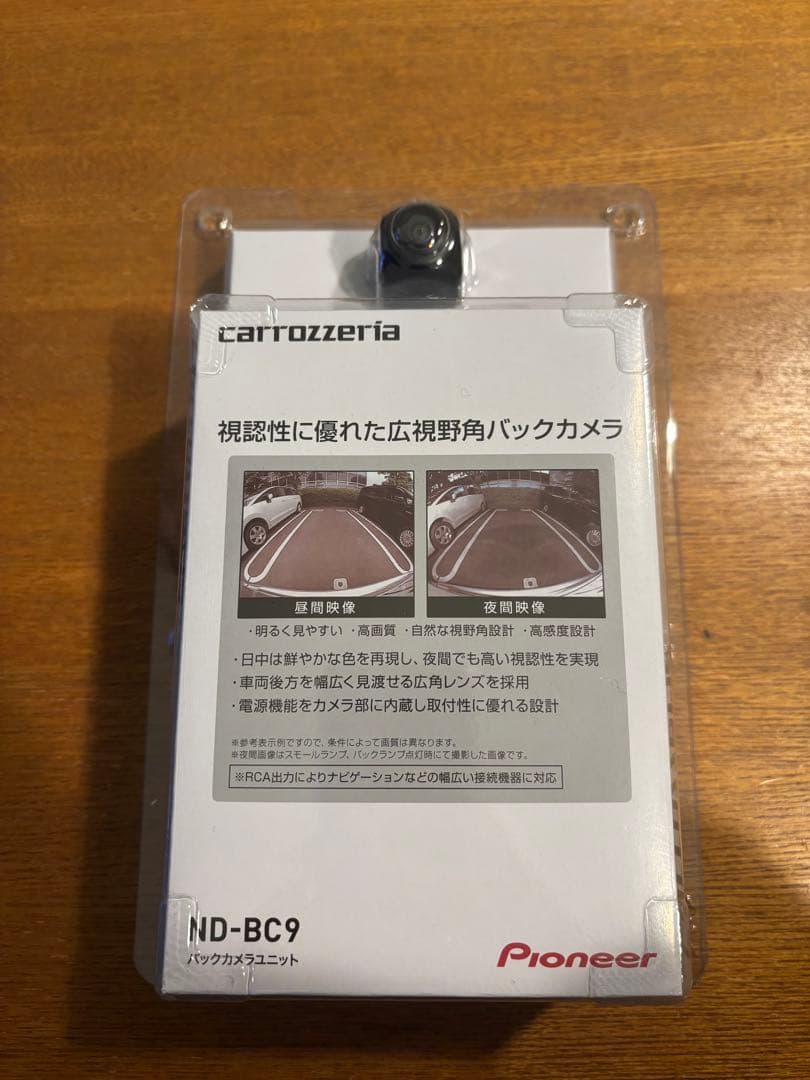 carrozzeria
視認性に優れた広視野角バックカメラ
昼間映像
夜間映像
・明るく見やすい ・高画質 ・自然な視野角設計 ・高感度設計
・日中は鮮やかな色を再現し、夜間でも高い視認性を実現
・車両後方を幅広く見渡せる広角レンズを採用
・電源機能をカメラ部に内蔵し取付性に優れる設計
※参考表示例ですので、条件によって画質は異なります。
※夜間画像はスモールランプ、バックランプ点灯時にて撮影した画像です。
※RCA出力によりナビゲーションなどの幅広い接続機器に対応
ND-BC9
バックカメラユニット
Pioneer